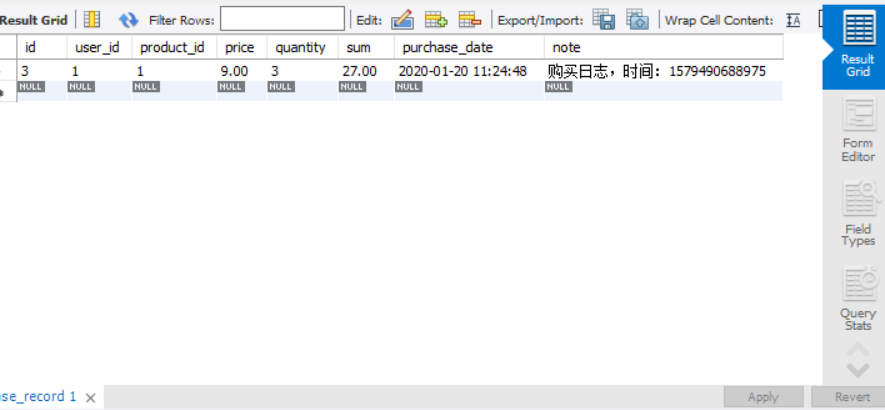 Result Grid Filter Rows: Edit: Export/Import: Wrap Cell Content: IA
id user_id product_id price quantity sum purchase_date note
3 1 1 9.00 3 27.00 2020-01-20 11:24:48 购买日志，时间：1579490688975
NULL NULL NULL NULL NULL NULL NULL NULL
Result
Grid
Form
Editor
Field
Types
Query
Stats
se_record 1
Apply Revert